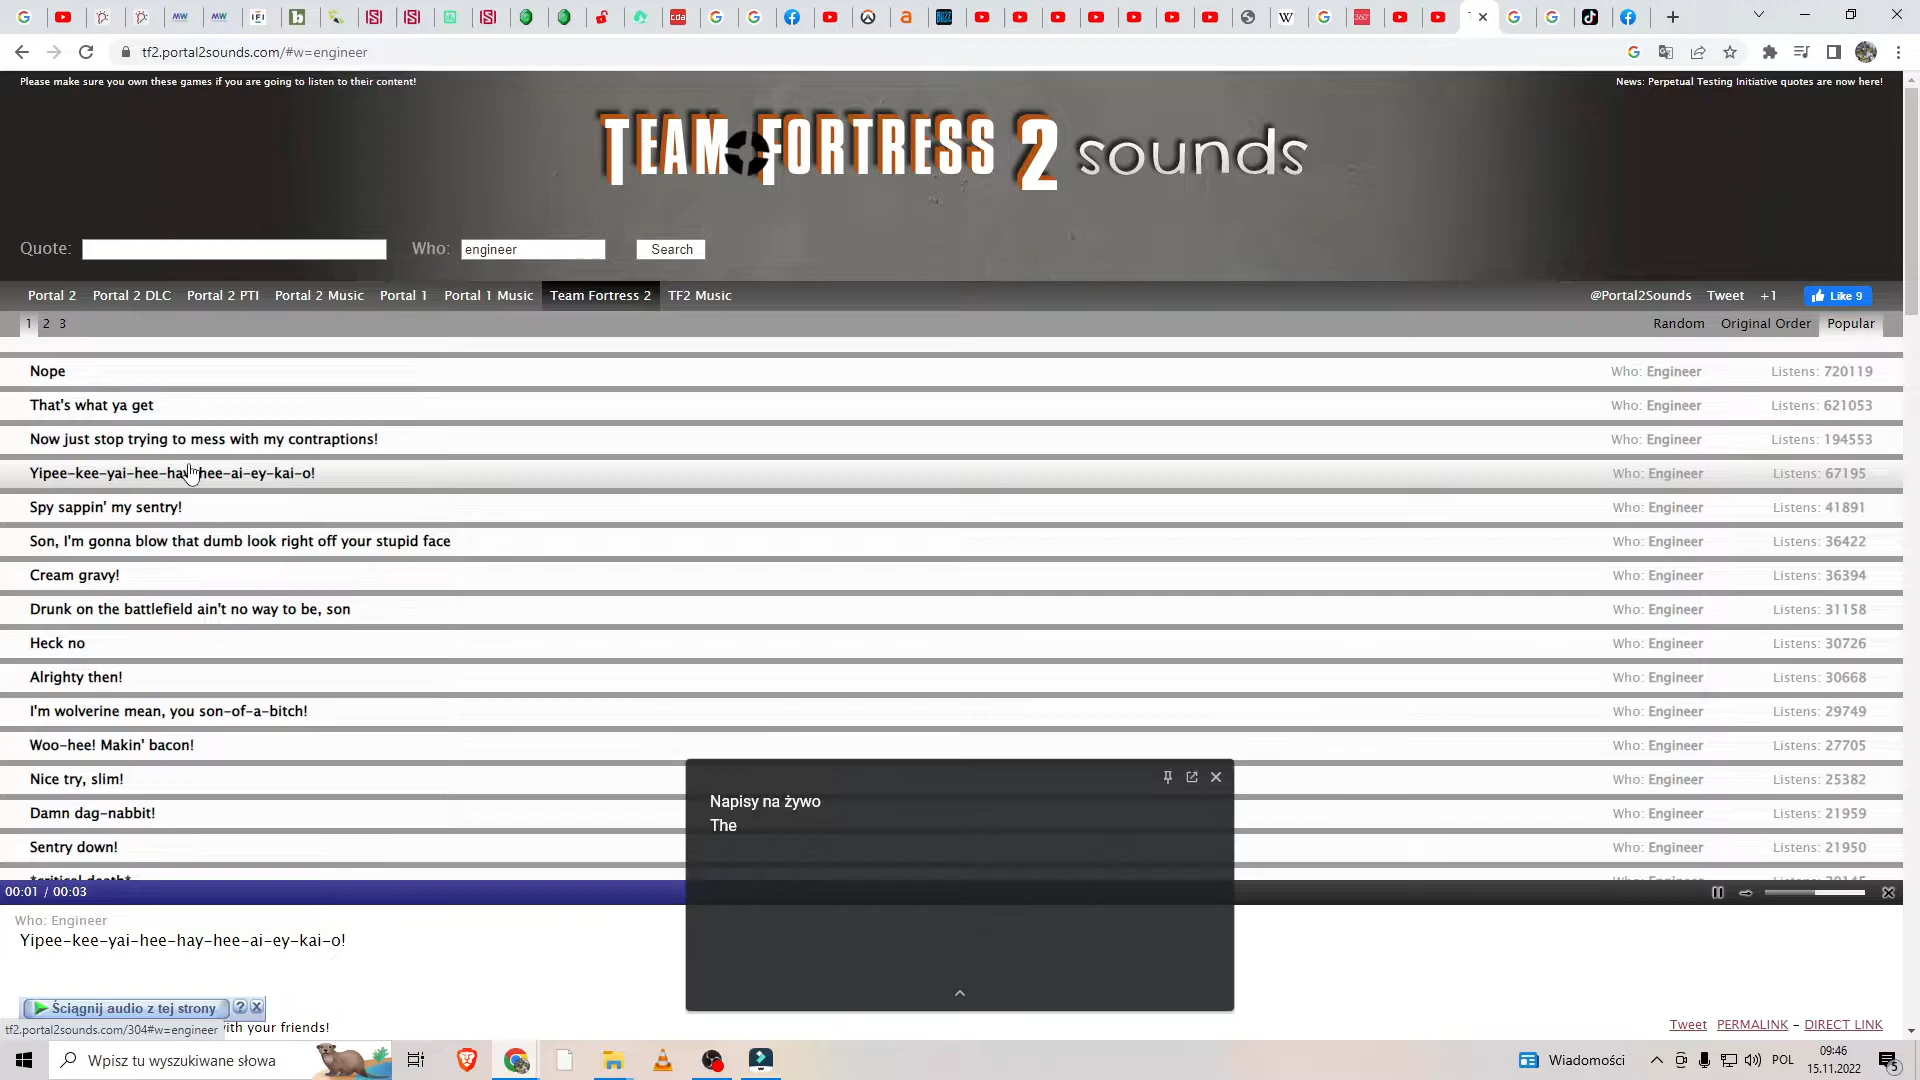 tf2.portal2sounds.com/#w=engineer
Please make sure you own these games if you are going to listen to their content!
News: Perpetual Testing Initiative quotes are now here!
TEAM FORTRESS 2 sounds
Quote:
Who: engineer Search
Portal 2 Portal 2 DLC Portal 2 PTI Portal 2 Music Portal 1 Portal 1 Music Team Fortress 2 TF2 Music @Portal2Sounds Tweet +1 Like 9
1 2 3 Random Original Order Popular
Nope Who: Engineer Listens: 720119
That's what ya get Who: Engineer Listens: 621053
Now just stop trying to mess with my contraptions! Who: Engineer Listens: 194553
Yipee-kee-yai-hee-hay-hee-ai-ey-kai-o! Who: Engineer Listens: 67195
Spy sappin' my sentry! Who: Engineer Listens: 41891
Son, I'm gonna blow that dumb look right off your stupid face Who: Engineer Listens: 36422
Cream gravy! Who: Engineer Listens: 36394
Drunk on the battlefield ain't no way to be, son Who: Engineer Listens: 31158
Heck no Who: Engineer Listens: 30726
Alrighty then! Who: Engineer Listens: 30668
I'm wolverine mean, you son-of-a-bitch! Who: Engineer Listens: 29749
Woo-hee! Makin' bacon! Who: Engineer Listens: 27705
Nice try, slim! Who: Engineer Listens: 25382
Damn dag-nabbit! Who: Engineer Listens: 21959
Sentry down! Who: Engineer Listens: 21950
Napisy na żywo
The
00:01 / 00:03
Who: Engineer
Yipee-kee-yai-hee-hay-hee-ai-ey-kai-o!
Ściągnij audio z tej strony
with your friends!
tf2.portal2sounds.com/304#w=engineer
Tweet PERMALINK - DIRECT LINK
Wpisz tu wyszukiwane słowa
Wiadomości
POL
09:46
15.11.2022
5